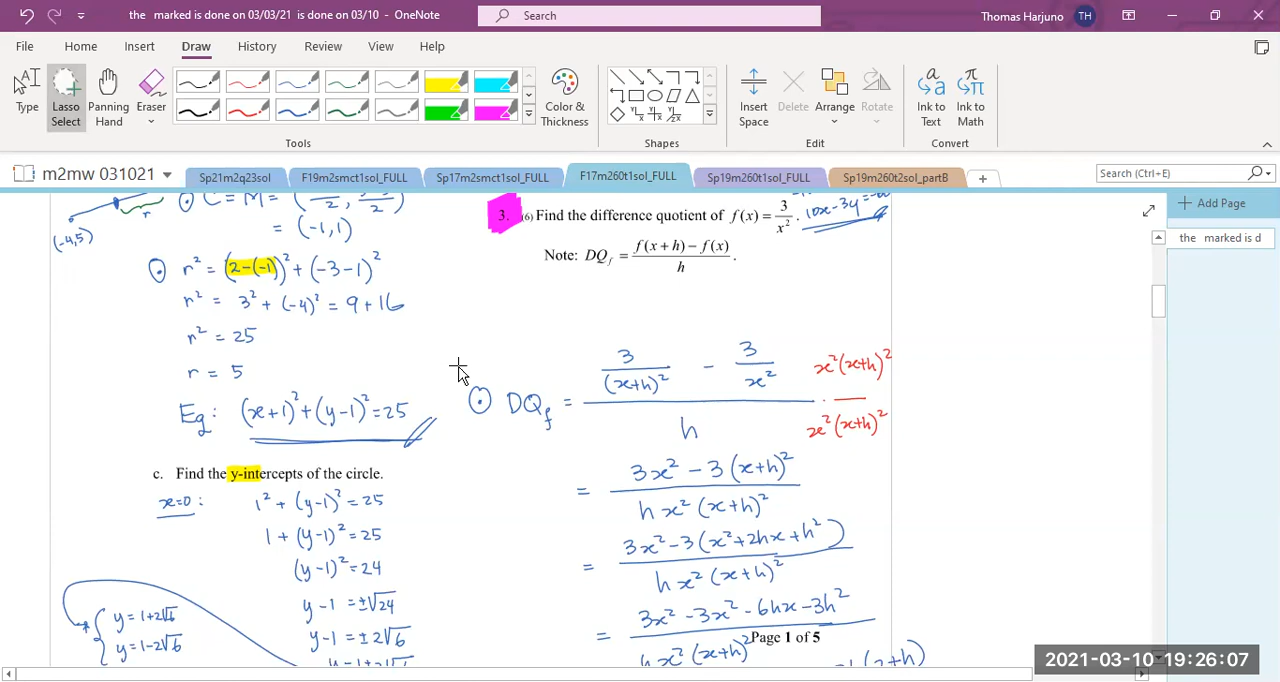 the marked is done on 03/03/21 is done on 03/10 - OneNote
Search
Thomas Harjuno TH
File Home Insert Draw History Review View Help
Type Lasso Select Panning Hand Eraser Color & Thickness Insert Space Delete Arrange Rotate Ink to Text Ink to Math
Tools Shapes Edit Convert
m2mw 031021 Sp21m2q23sol F19m2smct1sol_FULL Sp17m2smct1sol_FULL F17m260t1sol_FULL Sp19m260t1sol_FULL Sp19m260t2sol_partB Search (Ctrl+E)
Add Page
the marked is d
(-4,5)
r
= (-1,1)
r² = (2-(-1))² + (-3-1)²
r² = 3² + (-4)² = 9+16
r² = 25
r = 5
Eq: (x+1)² + (y-1)² = 25
c. Find the y-intercepts of the circle.
x=0: 1² + (y-1)² = 25
1 + (y-1)² = 25
(y-1)² = 24
y-1 = ±√24
y-1 = ±2√6
y = 1+2√6
y = 1-2√6
3. (6) Find the difference quotient of f(x) = 3/x².
Note: DQf = (f(x+h) − f(x))/h.
DQf = (3/(x+h)² - 3/x²)/h · x²(x+h)²/x²(x+h)²
= (3x² - 3(x+h)²)/(hx²(x+h)²)
= (3x² - 3(x²+2hx+h²))/(hx²(x+h)²)
= (3x² - 3x² - 6hx - 3h²)/(hx²(x+h)²)
Page 1 of 5
2021-03-10 19:26:07